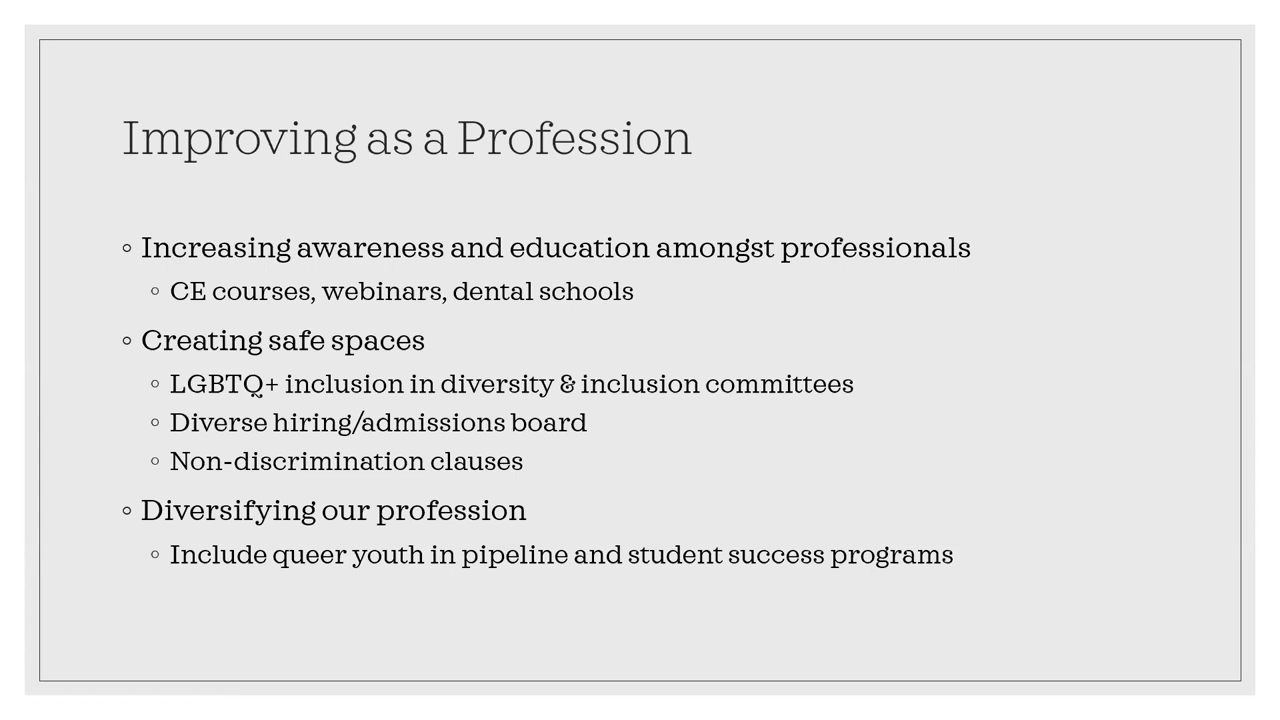 Improving as a Profession
◦ Increasing awareness and education amongst professionals
◦ CE courses, webinars, dental schools
◦ Creating safe spaces
◦ LGBTQ+ inclusion in diversity & inclusion committees
◦ Diverse hiring/admissions board
◦ Non-discrimination clauses
◦ Diversifying our profession
◦ Include queer youth in pipeline and student success programs